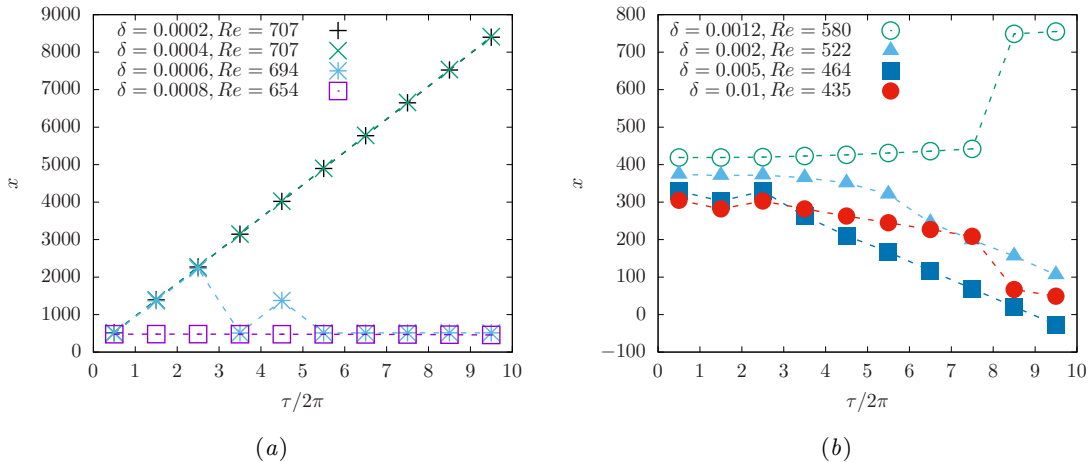 δ = 0.0002, Re = 707
δ = 0.0004, Re = 707
δ = 0.0006, Re = 694
δ = 0.0008, Re = 654
9000
8000
7000
6000
5000
4000
3000
2000
1000
0
x
0 1 2 3 4 5 6 7 8 9 10
τ/2π
(a)
δ = 0.0012, Re = 580
δ = 0.002, Re = 522
δ = 0.005, Re = 464
δ = 0.01, Re = 435
800
700
600
500
400
300
200
100
0
−100
x
0 1 2 3 4 5 6 7 8 9 10
τ/2π
(b)